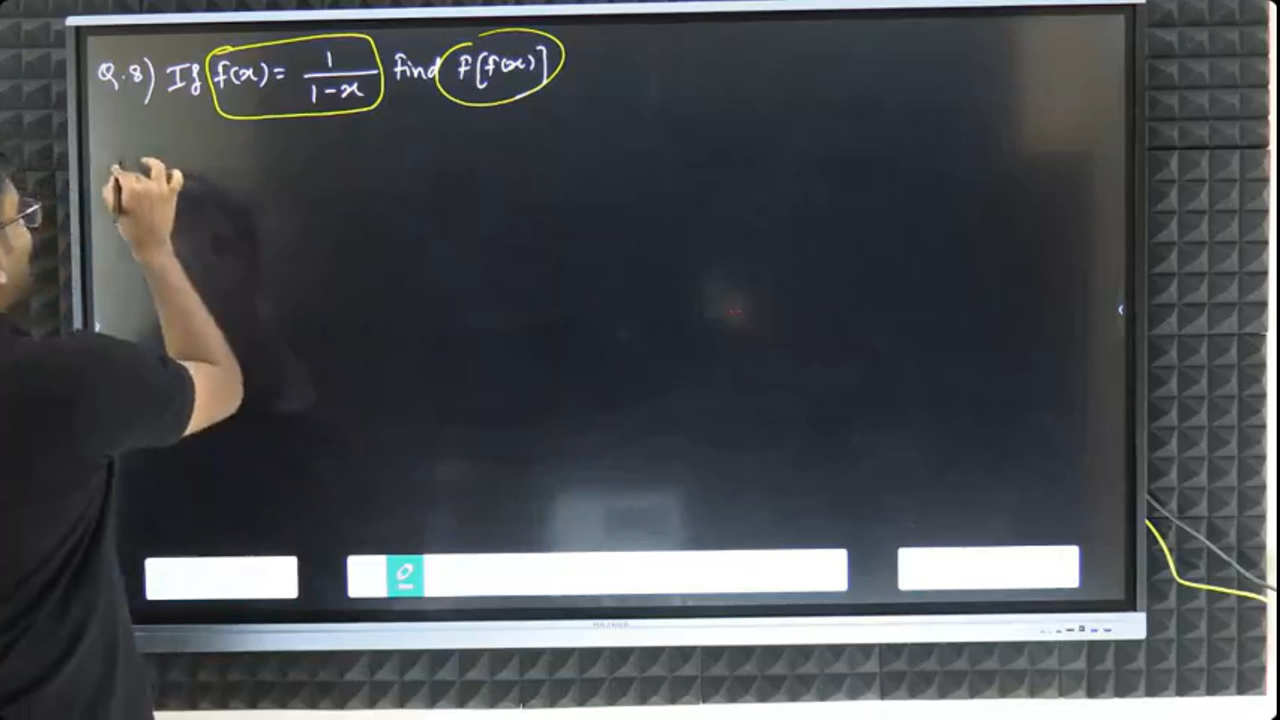 Q.8) If f(x) = 1/(1-x) find f[f(x)]